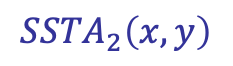 SSTA₂(x, y)